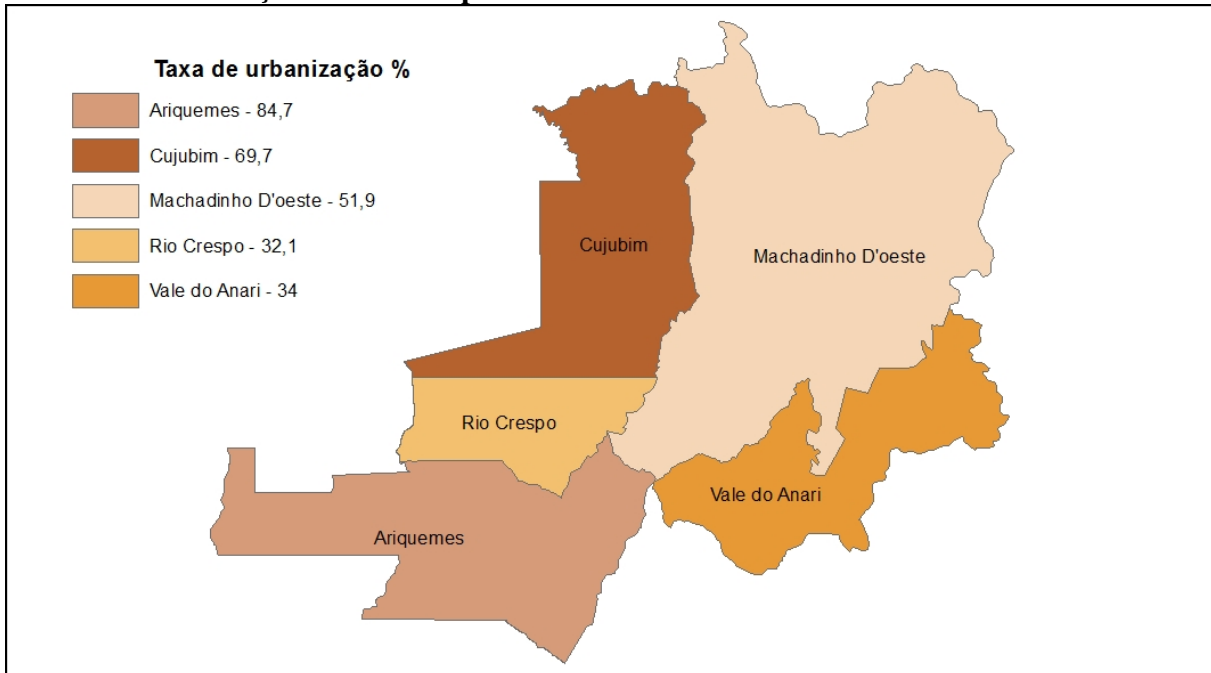 Taxa de urbanização %
Ariquemes - 84,7
Cujubim - 69,7
Machadinho D'oeste - 51,9
Rio Crespo - 32,1
Vale do Anari - 34
Cujubim
Machadinho D'oeste
Rio Crespo
Vale do Anari
Ariquemes